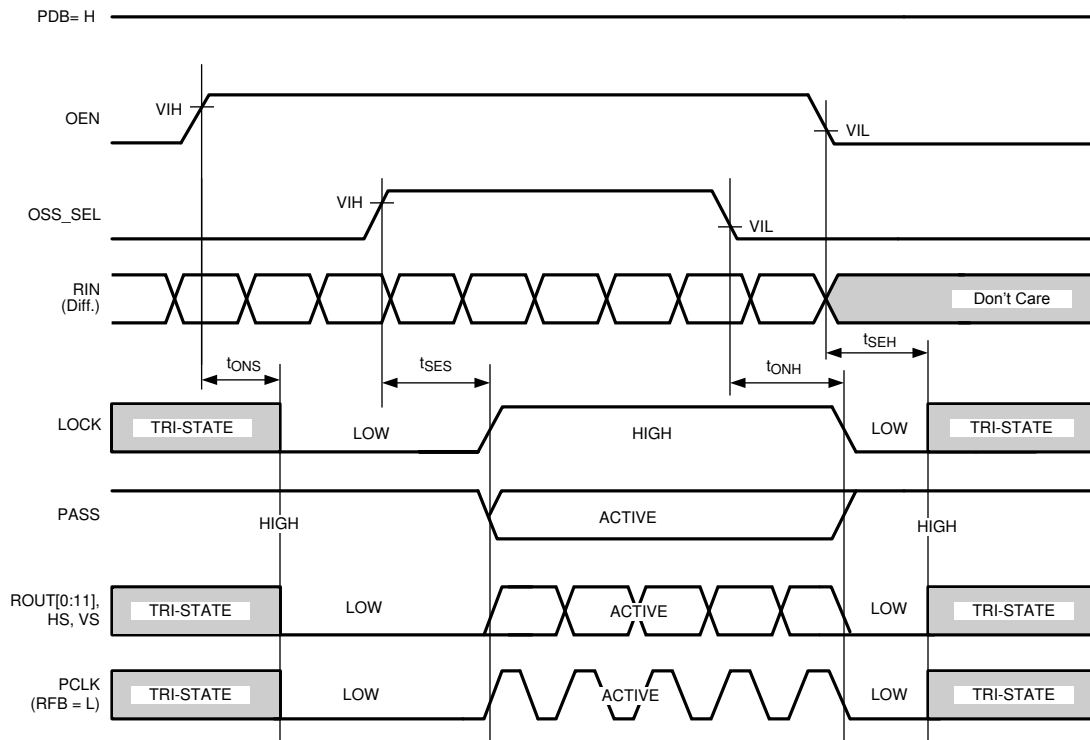 PDB= H
OEN
VIH
VIL
OSS_SEL
VIH
VIL
RIN
(Diff.)
Don't Care
tONS
tSES
tONH
tSEH
LOCK
TRI-STATE
LOW
HIGH
LOW
TRI-STATE
PASS
HIGH
ACTIVE
HIGH
ROUT[0:11],
HS, VS
TRI-STATE
LOW
ACTIVE
LOW
TRI-STATE
PCLK
(RFB = L)
TRI-STATE
LOW
ACTIVE
LOW
TRI-STATE